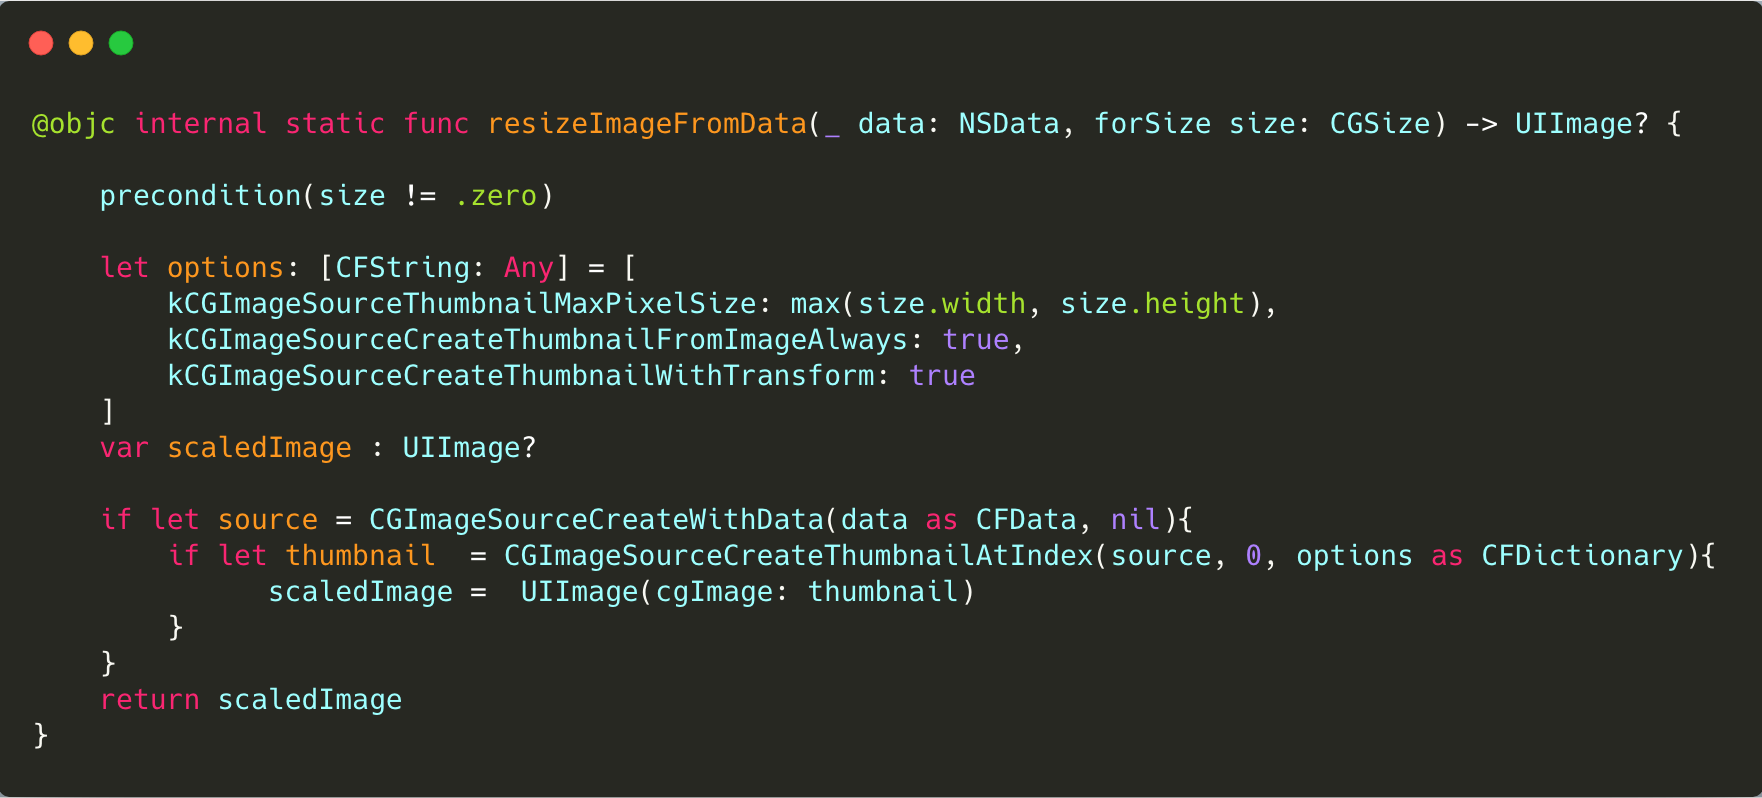 @objc internal static func resizeImageFromData(_ data: NSData, forSize size: CGSize) -> UIImage? {
    precondition(size != .zero)
    let options: [CFString: Any] = [
        kCGImageSourceThumbnailMaxPixelSize: max(size.width, size.height),
        kCGImageSourceCreateThumbnailFromImageAlways: true,
        kCGImageSourceCreateThumbnailWithTransform: true
    ]
    var scaledImage : UIImage?
    if let source = CGImageSourceCreateWithData(data as CFData, nil){
        if let thumbnail  = CGImageSourceCreateThumbnailAtIndex(source, 0, options as CFDictionary){
              scaledImage =  UIImage(cgImage: thumbnail)
        }
    }
    return scaledImage
}